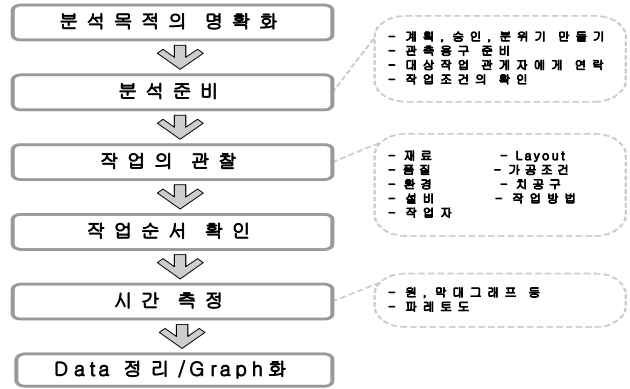 분석목적의 명확화
분석준비
- 계획, 승인, 분위기 만들기
- 관측용구 준비
- 대상작업 관계자에게 연락
- 작업조건의 확인
작업의 관찰
- 재료 - Layout
- 품질 - 가공조건
- 환경 - 치공구
- 설비 - 작업방법
- 작업자
작업순서 확인
시간 측정
- 원, 막대그래프 등
- 파레토도
Data 정리/Graph화